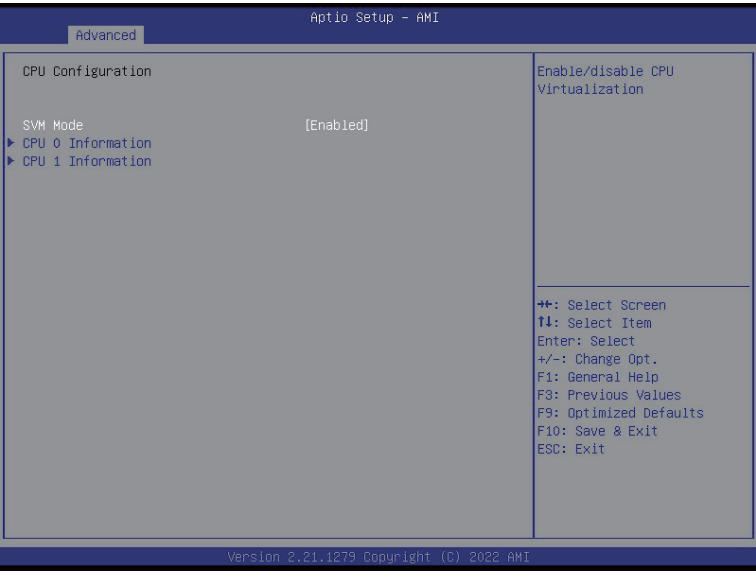 Aptio Setup – AMI
Advanced
CPU Configuration
SVM Mode [Enabled]
CPU 0 Information
CPU 1 Information
Enable/disable CPU
Virtualization
→←: Select Screen
↑↓: Select Item
Enter: Select
+/-: Change Opt.
F1: General Help
F3: Previous Values
F9: Optimized Defaults
F10: Save & Exit
ESC: Exit
Version 2.21.1279 Copyright (C) 2022 AMI